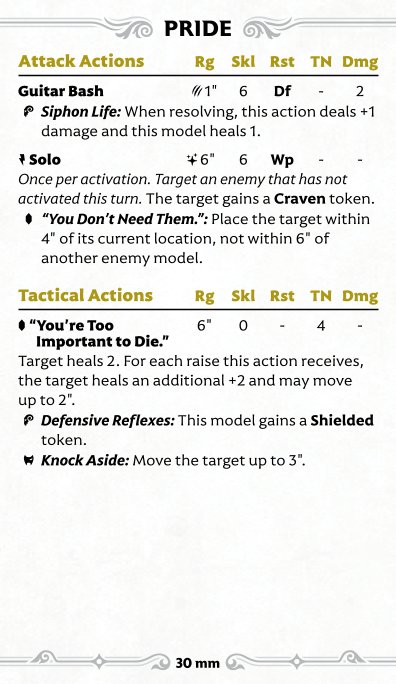 PRIDE
Attack Actions Rg Skl Rst TN Dmg
Guitar Bash 1" 6 Df - 2
Siphon Life: When resolving, this action deals +1
damage and this model heals 1.
Solo 6" 6 Wp - -
Once per activation. Target an enemy that has not
activated this turn. The target gains a Craven token.
“You Don’t Need Them.”: Place the target within
4" of its current location, not within 6" of
another enemy model.
Tactical Actions Rg Skl Rst TN Dmg
“You’re Too 6" 0 - 4 -
Important to Die.”
Target heals 2. For each raise this action receives,
the target heals an additional +2 and may move
up to 2".
Defensive Reflexes: This model gains a Shielded
token.
Knock Aside: Move the target up to 3".
30 mm